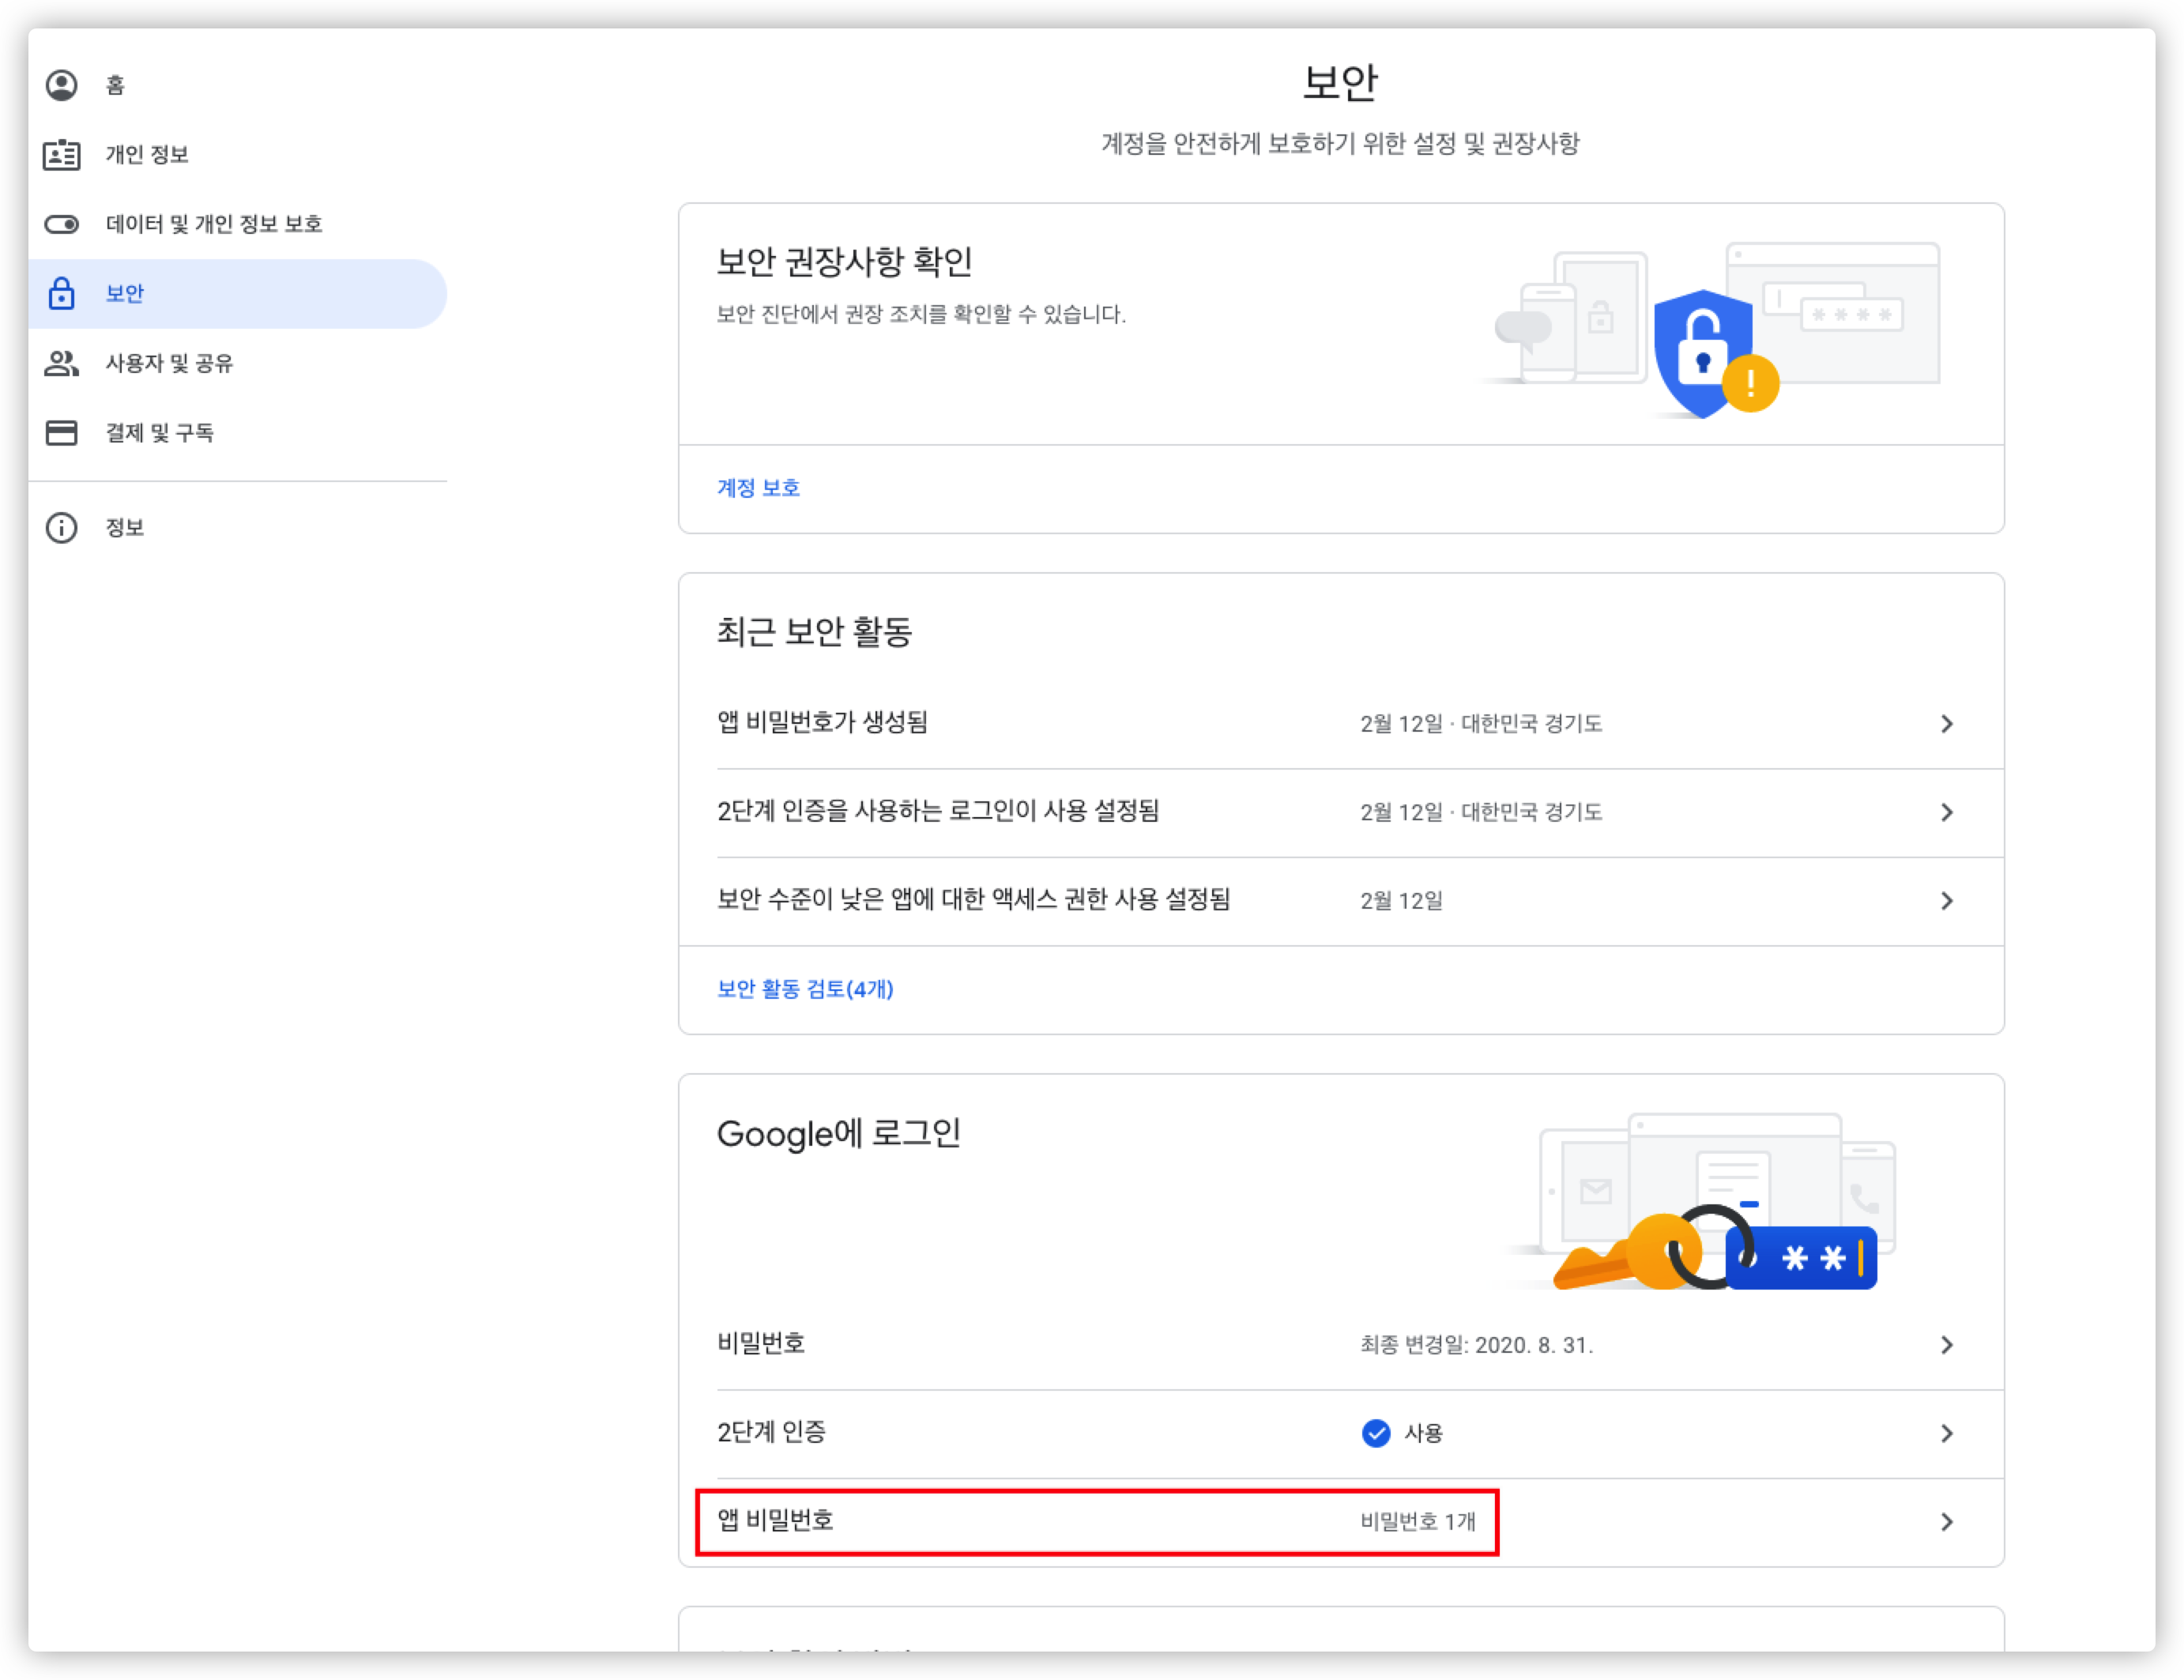 홈
개인 정보
데이터 및 개인 정보 보호
보안
사용자 및 공유
결제 및 구독
정보
보안
계정을 안전하게 보호하기 위한 설정 및 권장사항
보안 권장사항 확인
보안 진단에서 권장 조치를 확인할 수 있습니다.
****
계정 보호
최근 보안 활동
앱 비밀번호가 생성됨 2월 12일 · 대한민국 경기도
2단계 인증을 사용하는 로그인이 사용 설정됨 2월 12일 · 대한민국 경기도
보안 수준이 낮은 앱에 대한 액세스 권한 사용 설정됨 2월 12일
보안 활동 검토(4개)
Google에 로그인
**
비밀번호 최종 변경일: 2020. 8. 31.
2단계 인증 사용
앱 비밀번호 비밀번호 1개